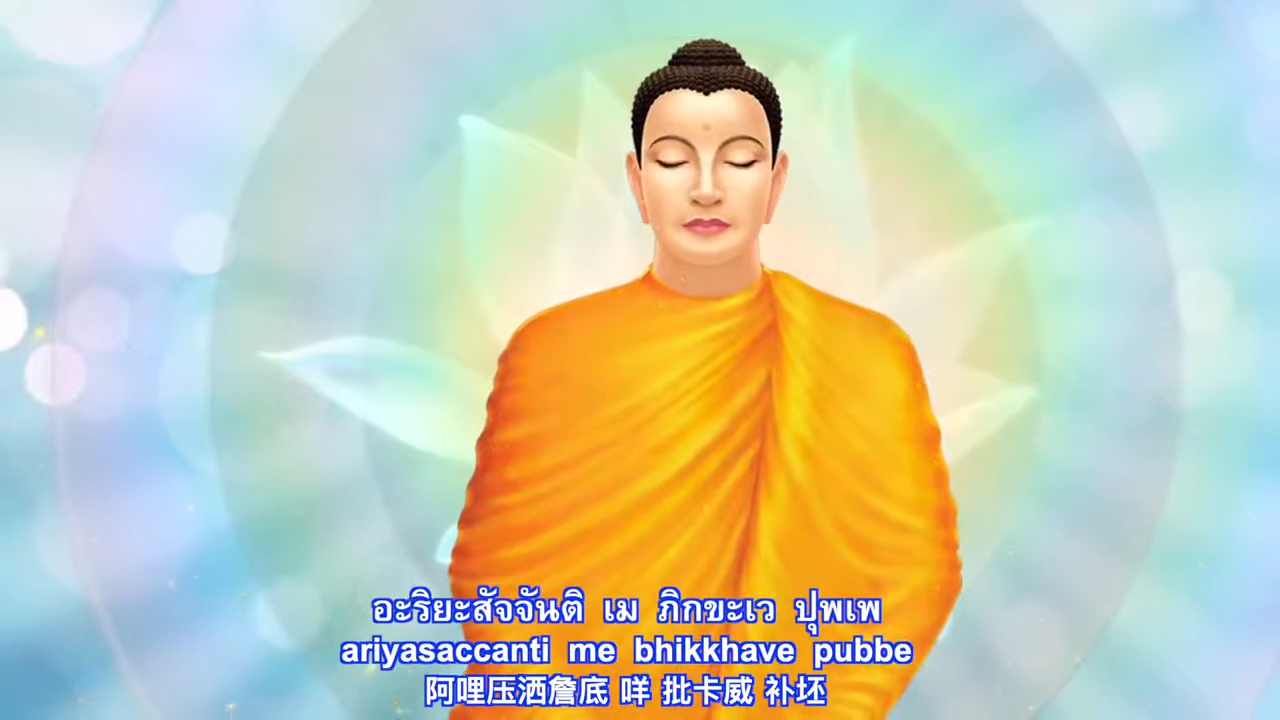 อะริยะสัจจันติ เม ภิกขะเว ปุพเพ
ariyasaccanti me bhikkhave pubbe
阿哩压洒詹底 咩 批卡威 补坯